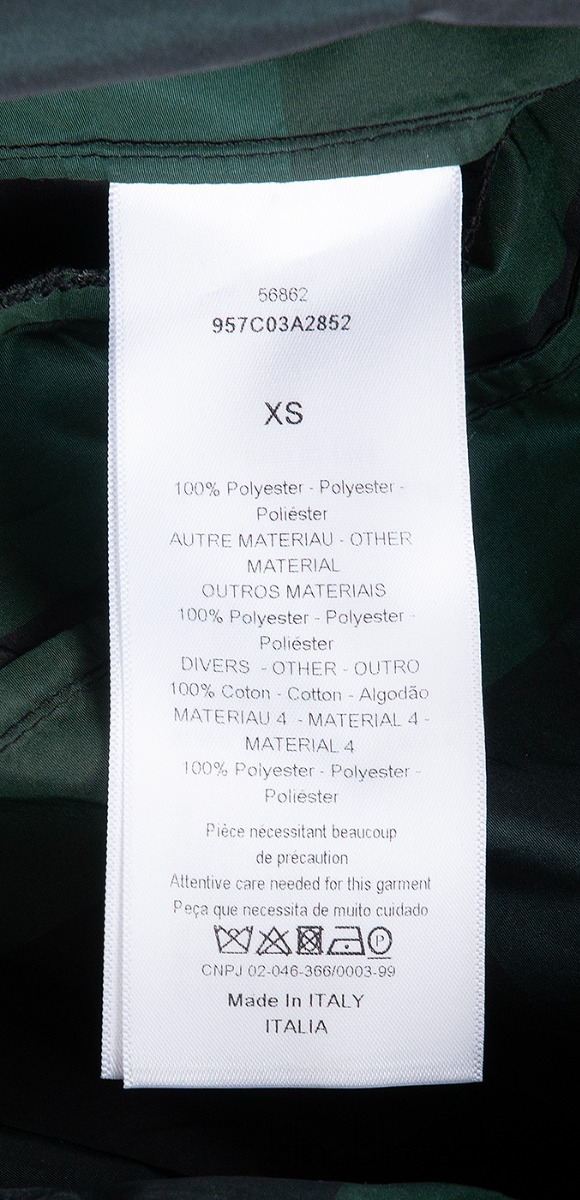 56862
957C03A2852
XS
100% Polyester - Polyester -
Poliéster
AUTRE MATERIAU - OTHER
MATERIAL
OUTROS MATERIAIS
100% Polyester - Polyester -
Poliéster
DIVERS - OTHER - OUTRO
100% Coton - Cotton - Algodão
MATERIAU 4 - MATERIAL 4 -
MATERIAL 4
100% Polyester - Polyester -
Poliéster
Pièce nécessitant beaucoup
de précaution
Attentive care needed for this garment
Peça que necessita de muito cuidado
P
CNPJ 02-046-366/0003-99
Made In ITALY
ITALIA